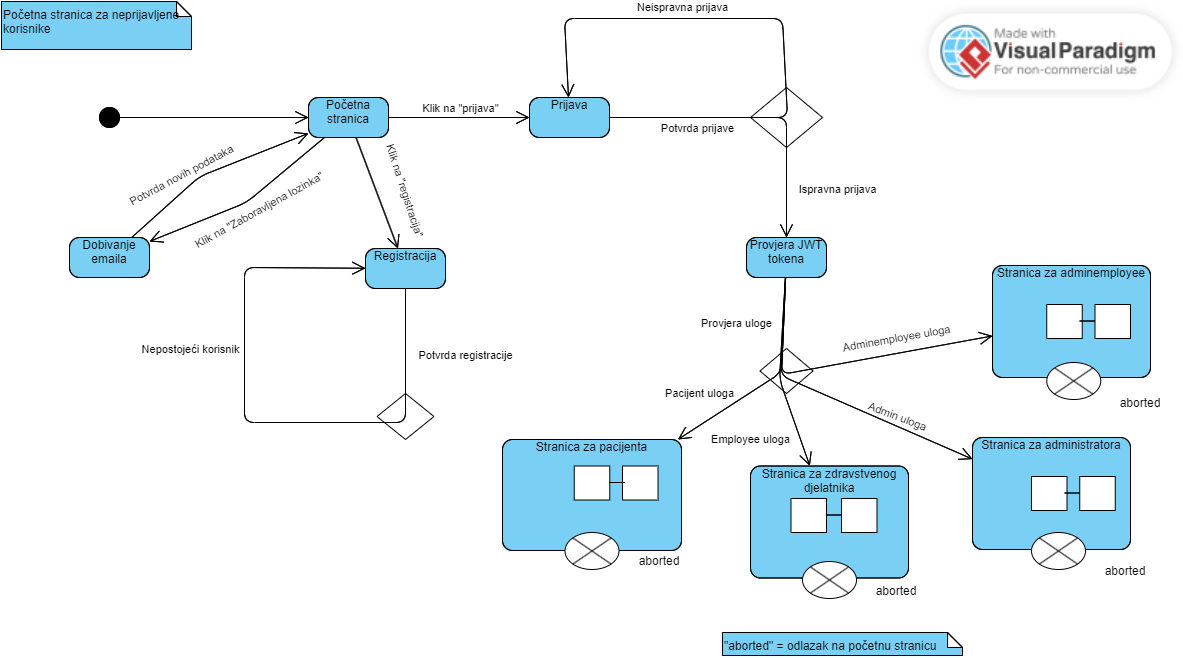 Početna stranica za neprijavljene
korisnike
Neispravna prijava
Made with
VisualParadigm
For non-commercial use
Početna
stranica
Klik na "prijava"
Prijava
Potvrda prijave
Potvrda novih podataka
Klik na "Zaboravljena lozinka"
Klik na "registracija"
Ispravna prijava
Dobivanje
emaila
Registracija
Provjera JWT
tokena
Stranica za adminemployee
Provjera uloge
Adminemployee uloga
Nepostojeći korisnik
Potvrda registracije
Pacijent uloga
aborted
Employee uloga
Admin uloga
Stranica za pacijenta
Stranica za zdravstvenog
djelatnika
Stranica za administratora
aborted
aborted
aborted
"aborted" = odlazak na početnu stranicu